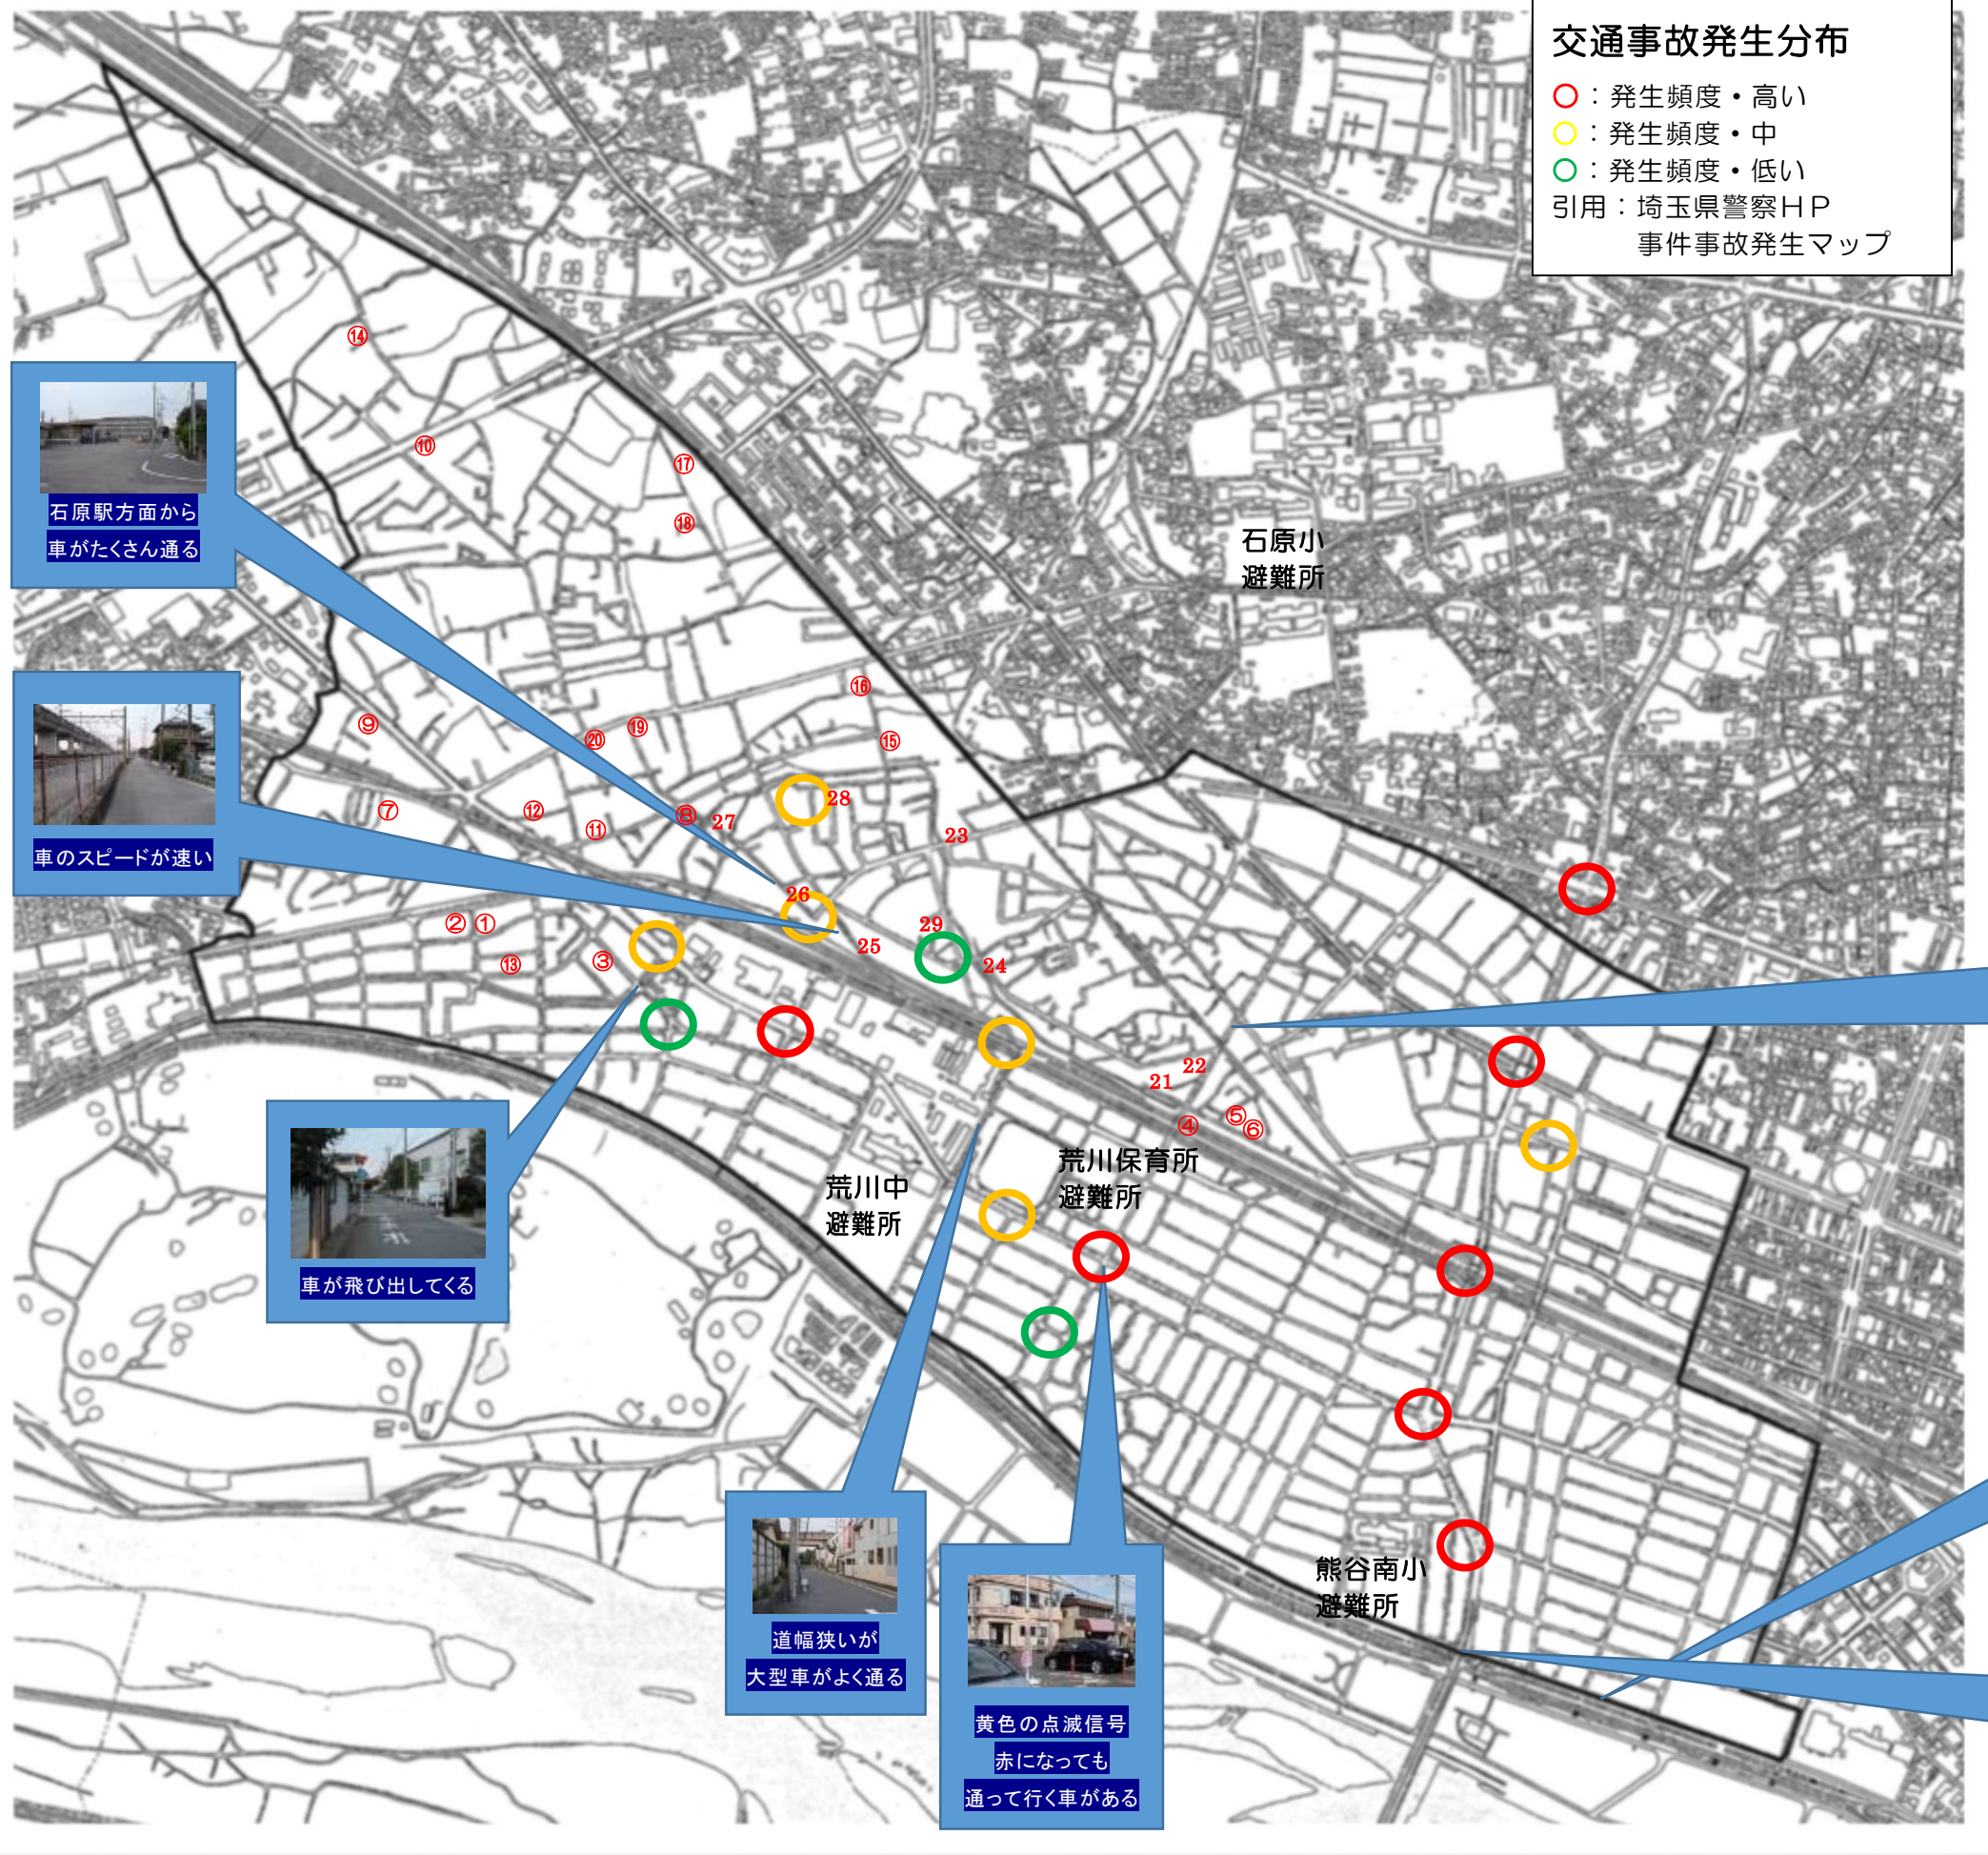 交通事故発生分布
○：発生頻度・高い
○：発生頻度・中
○：発生頻度・低い
引用：埼玉県警察ＨＰ
事件事故発生マップ
⑭
石原駅方面から
車がたくさん通る
⑩
⑰
⑱
石原小
避難所
⑯
⑨
⑲
⑳
⑮
車のスピードが速い
⑦
⑫
⑪
⑧
27
28
23
26
②
①
29
25
⑬
③
24
22
21
⑤
④
⑥
荒川保育所
避難所
荒川中
避難所
車が飛び出してくる
熊谷南小
避難所
道幅狭いが
大型車がよく通る
黄色の点滅信号
赤になっても
通って行く車がある